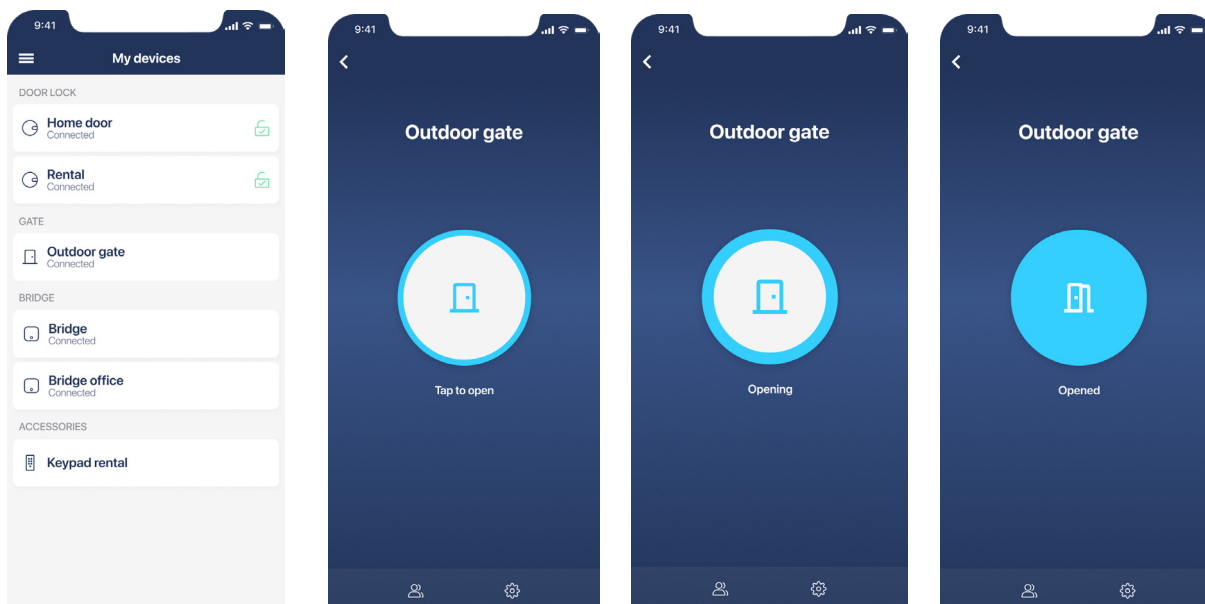 9:41
My devices
DOOR LOCK
Home door
Connected
Rental
Connected
GATE
Outdoor gate
Connected
BRIDGE
Bridge
Connected
Bridge office
Connected
ACCESSORIES
Keypad rental
9:41
Outdoor gate
Tap to open
9:41
Outdoor gate
Opening
9:41
Outdoor gate
Opened